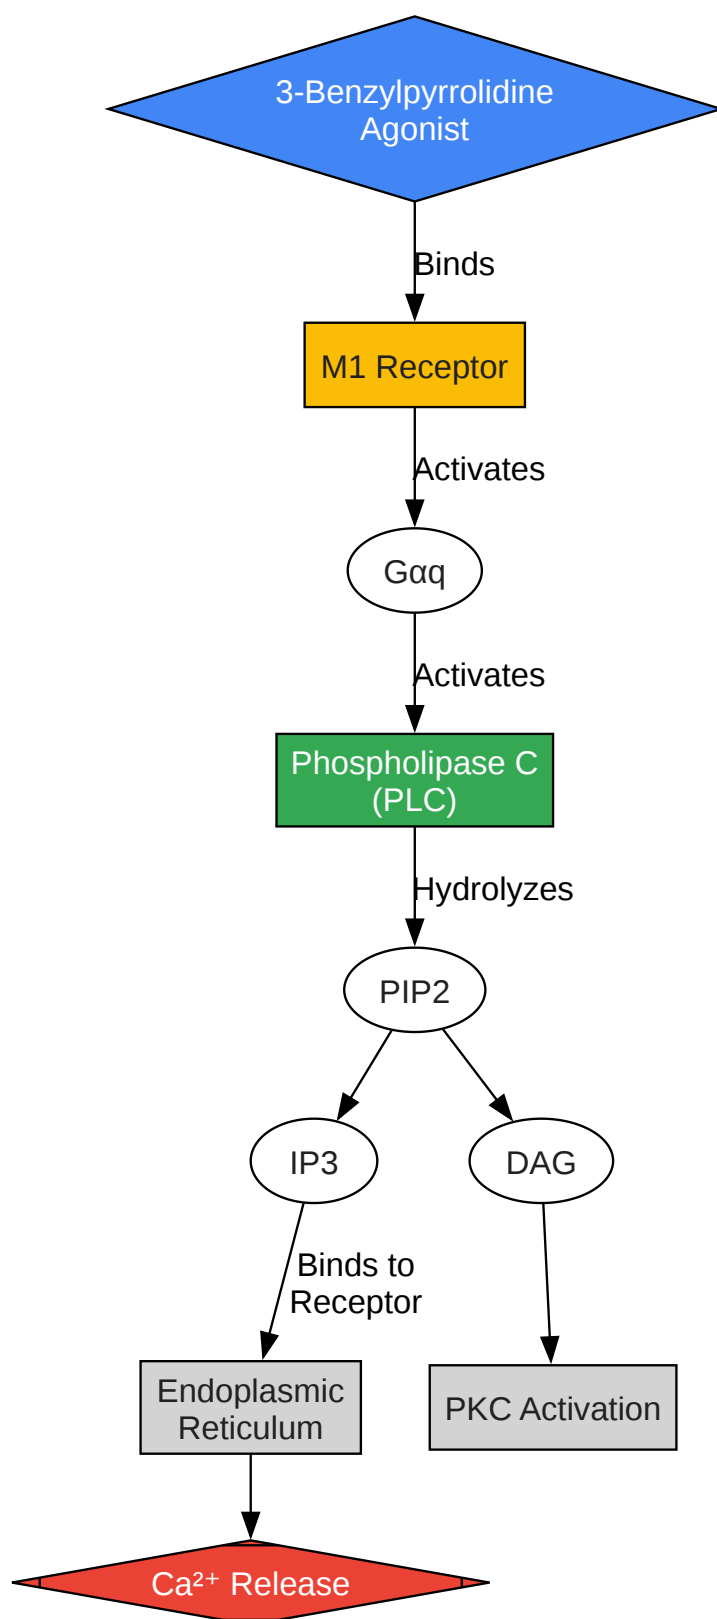 3-Benzylpyrrolidine
Agonist
Binds
M1 Receptor
Activates
Gαq
Activates
Phospholipase C
(PLC)
Hydrolyzes
PIP2
IP3
DAG
Binds to
Receptor
Endoplasmic
Reticulum
PKC Activation
Ca²⁺ Release